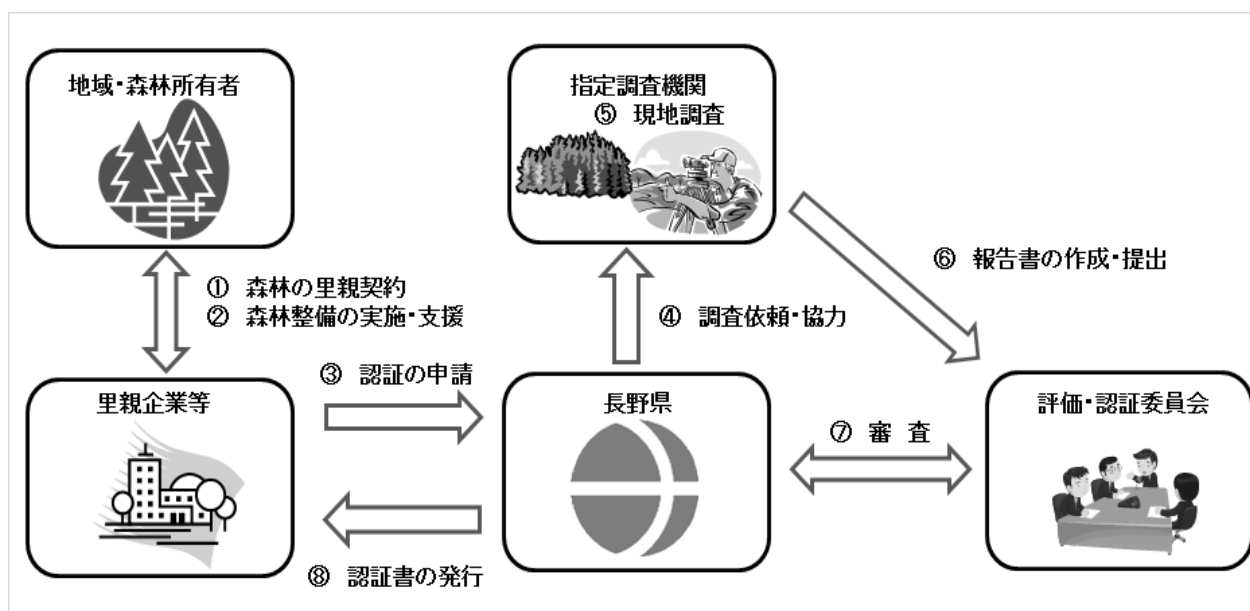 地域・森林所有者
指定調査機関
⑤ 現地調査
⑥ 報告書の作成・提出
① 森林の里親契約
② 森林整備の実施・支援
④ 調査依頼・協力
③ 認証の申請
里親企業等
長野県
評価・認証委員会
⑦ 審 査
⑧ 認証書の発行